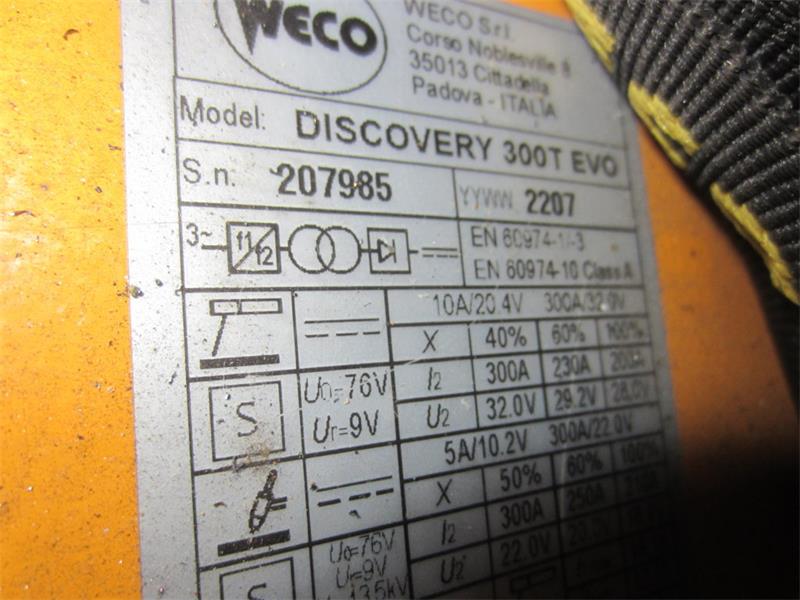 WECO
WECO S.r.l.
Corso Noblesville 8
35013 Cittadella
Padova - ITALIA
Model: DISCOVERY 300T EVO
S.n. 207985 YYWW 2207
3~ f1 f2 EN 60974-1/-3
EN 60974-10 Class A
10A/20.4V 300A/32.0V
X 40% 60% 100%
S U0=76V Ur=9V I2 300A 230A 200A
U2 32.0V 29.2V 28.0V
5A/10.2V 300A/22.0V
X 50% 60% 100%
I2 300A 250A
S U0=76V Ur=9V U2 22.0V
13.5kV